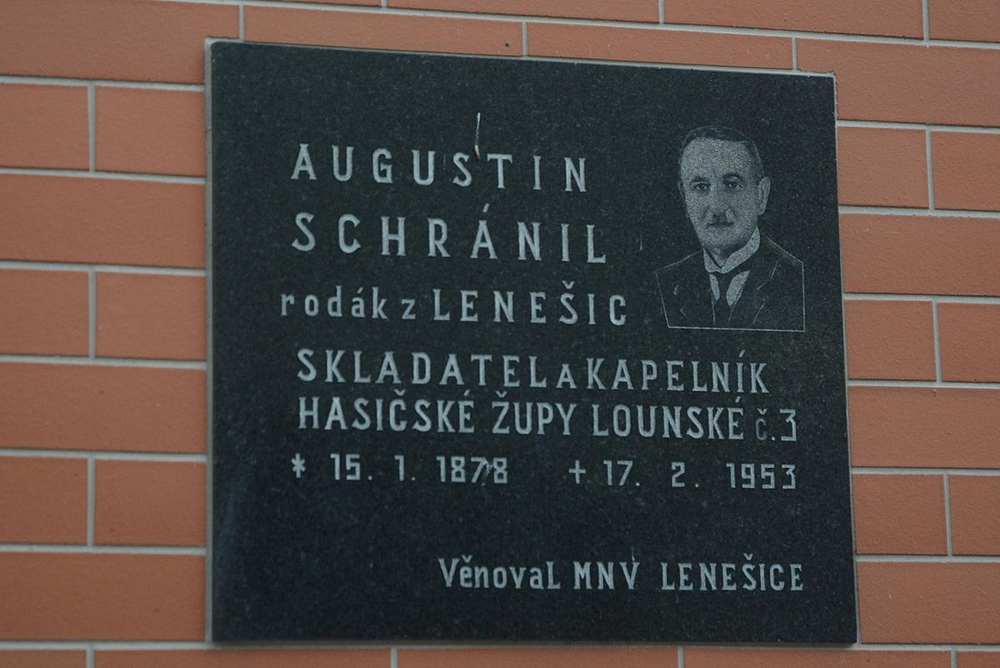 AUGUSTIN
SCHRÁNIL
rodák z LENEŠIC
SKLADATEL A KAPELNÍK
HASIČSKÉ ŽUPY LOUNSKÉ č.3
* 15. 1. 1878 + 17. 2. 1953
Věnoval MNV LENEŠICE